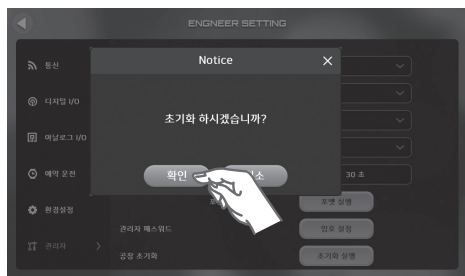 ENGNEER SETTING
Notice
통신
디지털 I/O
초기화 하시겠습니까?
아날로그 I/O
예약 운전
확인
30 초
포맷 실행
환경설정
관리자 패스워드
암호 설정
관리자
공장 초기화
초기화 실행